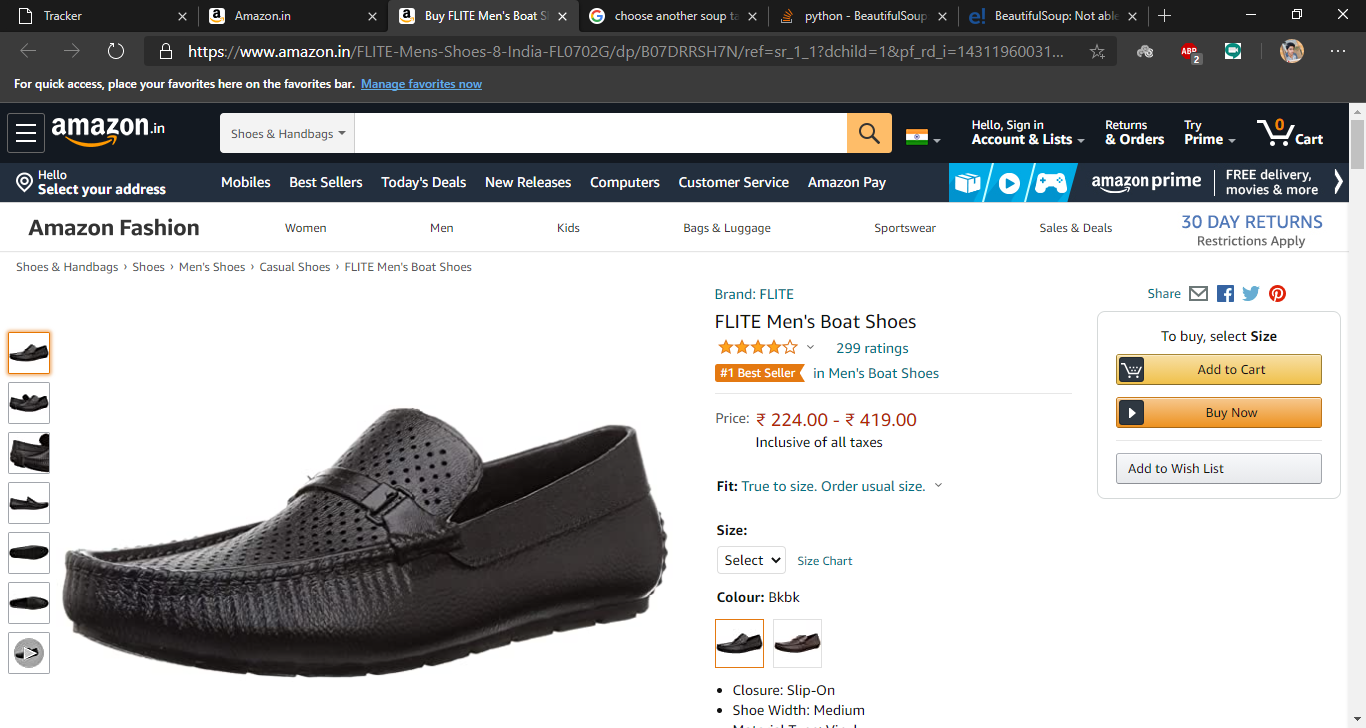 Tracker
Amazon.in
Buy FLITE Men's Boat S
choose another soup ta
python - BeautifulSoup
BeautifulSoup: Not able
https://www.amazon.in/FLITE-Mens-Shoes-8-India-FL0702G/dp/B07DRRSH7N/ref=sr_1_1?dchild=1&pf_rd_i=14311960031...
ABP
2
For quick access, place your favorites here on the favorites bar. Manage favorites now
amazon.in
Shoes & Handbags
Hello, Sign in
Account & Lists
Returns
& Orders
Try
Prime
0
Cart
Hello
Select your address
Mobiles Best Sellers Today's Deals New Releases Computers Customer Service Amazon Pay
amazon prime
FREE delivery,
movies & more
Amazon Fashion
Women Men Kids Bags & Luggage Sportswear Sales & Deals
30 DAY RETURNS
Restrictions Apply
Shoes & Handbags › Shoes › Men's Shoes › Casual Shoes › FLITE Men's Boat Shoes
Brand: FLITE
FLITE Men's Boat Shoes
299 ratings
#1 Best Seller in Men's Boat Shoes
Price: ₹ 224.00 - ₹ 419.00
Inclusive of all taxes
Fit: True to size. Order usual size.
Size:
Select Size Chart
Colour: Bkbk
• Closure: Slip-On
• Shoe Width: Medium
Share
To buy, select Size
Add to Cart
Buy Now
Add to Wish List